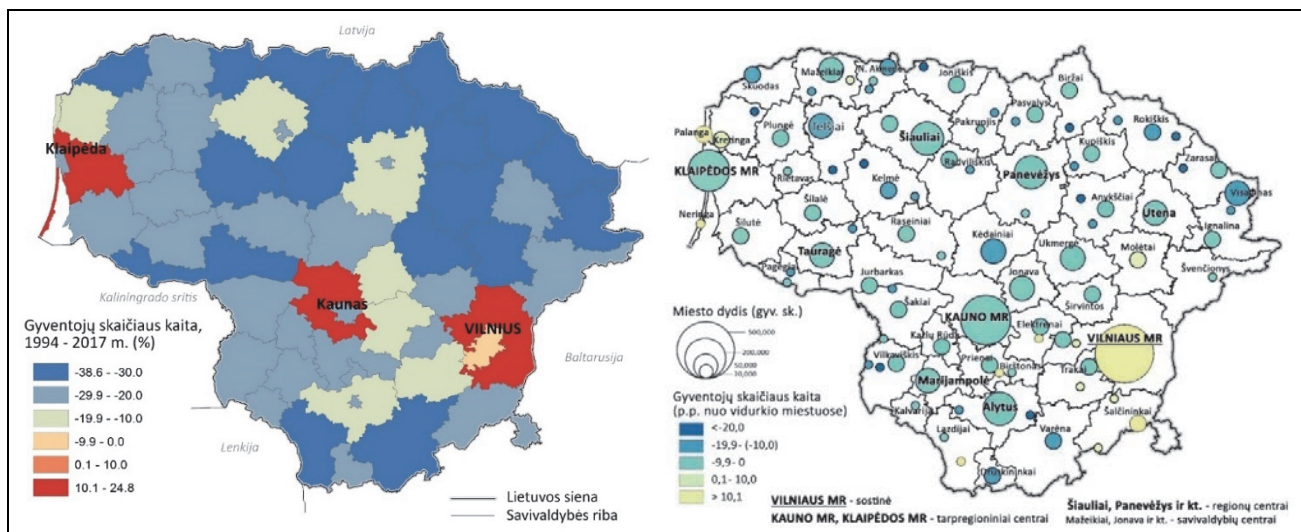 Latvija
Klaipėda
Kaunas
VILNIUS
Kaliningrado sritis
Baltarusija
Lenkija
Gyventojų skaičiaus kaita,
1994 - 2017 m. (%)
-38.6 - -30.0
-29.9 - -20.0
-19.9 - -10.0
-9.9 - 0.0
0.1 - 10.0
10.1 - 24.8
Lietuvos siena
Savivaldybės riba
Skuodas
Mažeikiai
N. Akmenė
Joniškis
Biržai
Pasvalys
Pakruojis
Rokiškis
Palanga
Kretinga
Plungė
Telšiai
Šiauliai
Kupiškis
Zarasai
KLAIPĖDOS MR
Rietavas
Radviliškis
Panevėžys
Visaginas
Kelmė
Anykščiai
Utena
Neringa
Šilutė
Šilalė
Raseiniai
Ignalina
Kėdainiai
Ukmergė
Molėtai
Tauragė
Švenčionys
Pagėgiai
Jurbarkas
Jonava
Širvintos
Šakiai
KAUNO MR
Elektrėnai
VILNIAUS MR
Kazlų Rūda
Vilkaviškis
Prienai
Birštonas
Trakai
Marijampolė
Alytus
Šalčininkai
Kalvarija
Lazdijai
Varėna
Druskininkai
Miesto dydis (gyv. sk.)
500,000
200,000
50,000
10,000
Gyventojų skaičiaus kaita
(p.p. nuo vidurkio miestuose)
<-20,0
-19,9- (-10,0)
-9,9- 0
0,1- 10,0
> 10,1
VILNIAUS MR - sostinė
KAUNO MR, KLAIPĖDOS MR - tarpregioniniai centrai
Šiauliai, Panevėžys ir kt. - regionų centrai
Mažeikiai, Jonava ir kt. - savivaldybių centrai